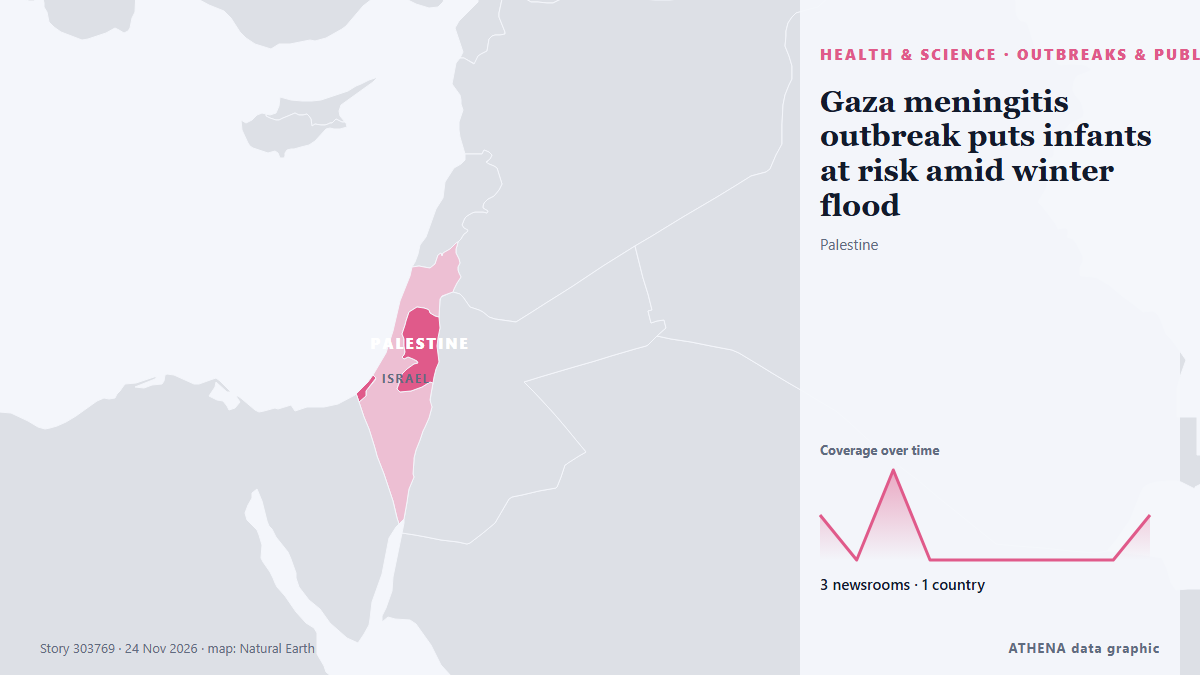 HEALTH & SCIENCE · OUTBREAKS & PUBL
Gaza meningitis
outbreak puts infants
at risk amid winter
flood
Palestine
PALESTINE
ISRAEL
Coverage over time
3 newsrooms · 1 country
Story 303769 · 24 Nov 2026 · map: Natural Earth
ATHENA data graphic